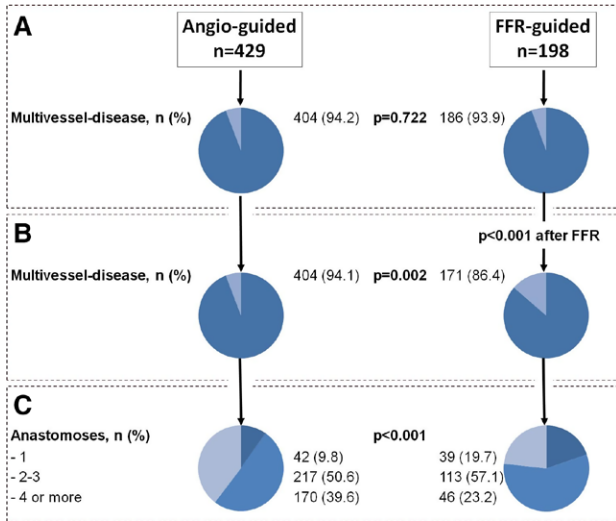 A
Angio-guided
n=429
FFR-guided
n=198
Multivessel-disease, n (%)
404 (94.2) p=0.722 186 (93.9)
B
p<0.001 after FFR
Multivessel-disease, n (%)
404 (94.1) p=0.002 171 (86.4)
C
Anastomoses, n (%) p<0.001
- 1 42 (9.8) 39 (19.7)
- 2-3 217 (50.6) 113 (57.1)
- 4 or more 170 (39.6) 46 (23.2)